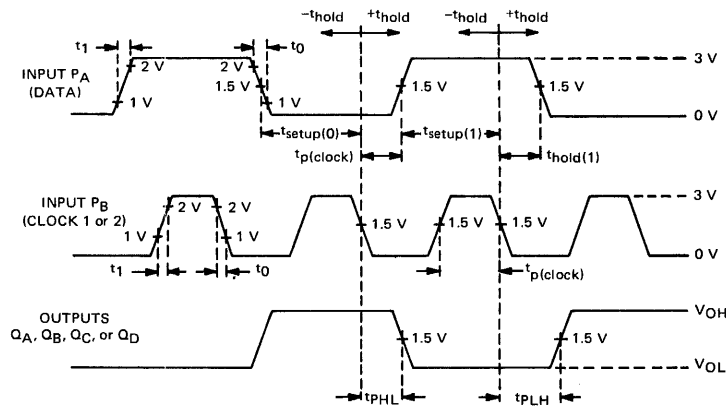 −thold +thold −thold +thold
t1 t0
INPUT PA
(DATA)
2 V 2 V 3 V
1.5 V 1.5 V 1.5 V
1 V 1 V 0 V
tsetup(0) tsetup(1)
tp(clock) thold(1)
INPUT PB
(CLOCK 1 or 2)
2 V 2 V 3 V
1.5 V 1.5 V 1.5 V
1 V 1 V 0 V
t1 t0 tp(clock)
OUTPUTS
QA, QB, QC, or QD
VOH
1.5 V 1.5 V
VOL
tPHL tPLH